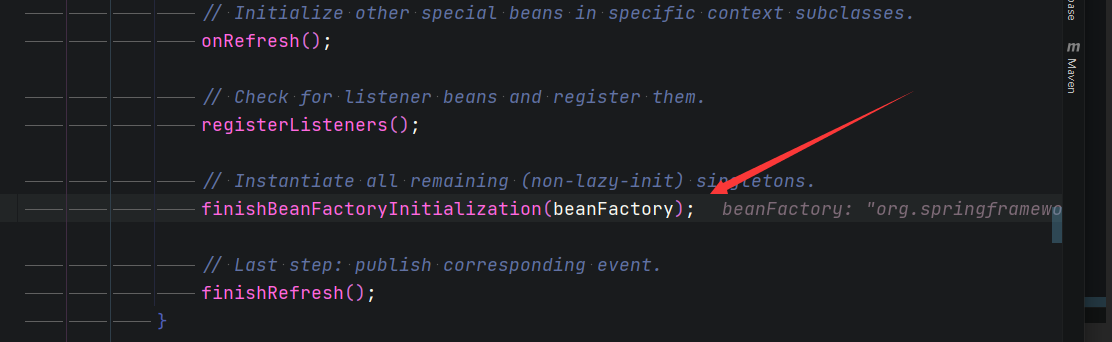 // Initialize other special beans in specific context subclasses.
onRefresh();
// Check for listener beans and register them.
registerListeners();
// Instantiate all remaining (non-lazy-init) singletons.
finishBeanFactoryInitialization(beanFactory); beanFactory: "org.springframewo
// Last step: publish corresponding event.
finishRefresh();
}
base
m
Maven